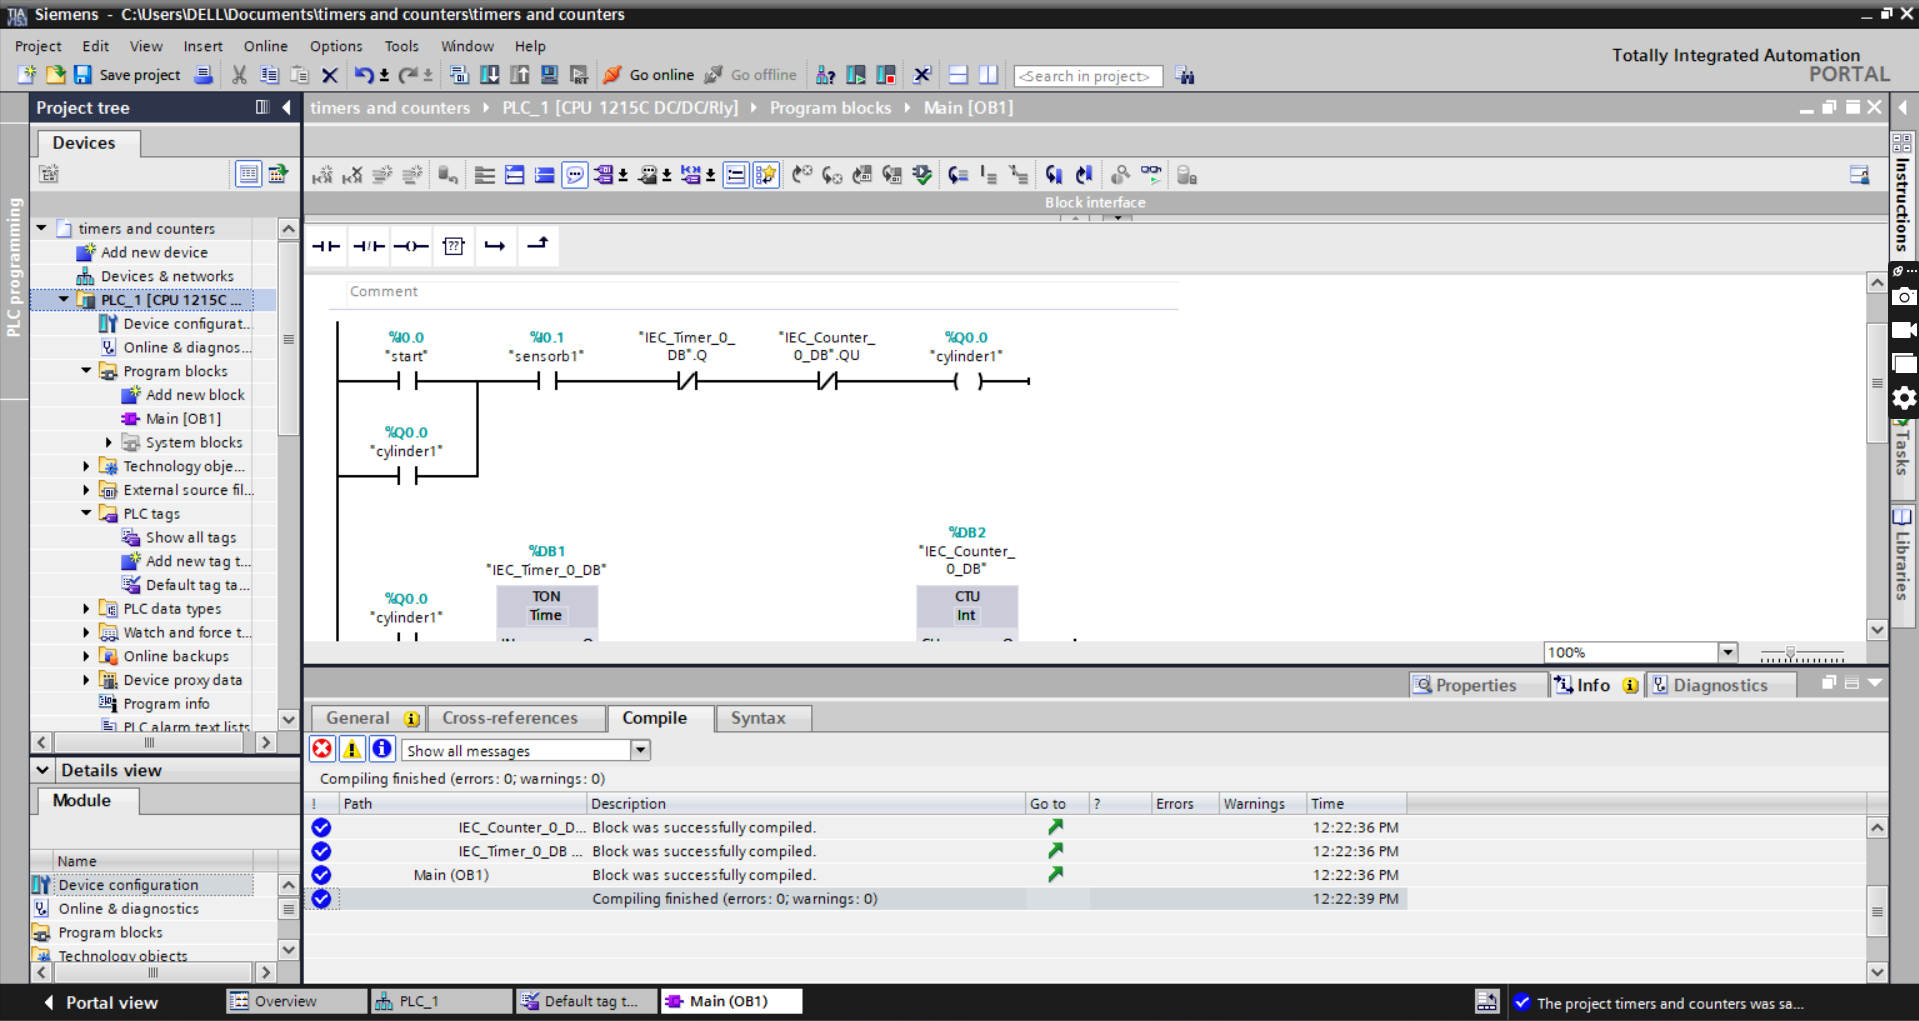 Siemens - C:\Users\DELL\Documents\timers and counters\timers and counters
Project Edit View Insert Online Options Tools Window Help
Totally Integrated Automation
PORTAL
Save project
Go online
Go offline
<Search in project>
Project tree
timers and counters PLC_1 [CPU 1215C DC/DC/Rly] Program blocks Main [OB1]
Devices
PLC programming
Block interface
Instructions
Tasks
Libraries
timers and counters
Add new device
Devices & networks
PLC_1 [CPU 1215C ...
Device configurat...
Online & diagnos...
Program blocks
Add new block
Main [OB1]
System blocks
Technology obje...
External source fil...
PLC tags
Show all tags
Add new tag t...
Default tag ta...
PLC data types
Watch and force t...
Online backups
Device proxy data
Program info
PLC alarm text lists
??
Comment
%I0.0
"start"
%I0.1
"sensorb1"
"IEC_Timer_0_
DB".Q
"IEC_Counter_
0_DB".QU
%Q0.0
"cylinder1"
%Q0.0
"cylinder1"
%DB1
"IEC_Timer_0_DB"
TON
Time
%DB2
"IEC_Counter_
0_DB"
CTU
Int
%Q0.0
"cylinder1"
100%
Properties
Info
Diagnostics
General
Cross-references
Compile
Syntax
Show all messages
Compiling finished (errors: 0; warnings: 0)
! Path Description Go to ? Errors Warnings Time
IEC_Counter_0_D... Block was successfully compiled. 12:22:36 PM
IEC_Timer_0_DB ... Block was successfully compiled. 12:22:36 PM
Main (OB1) Block was successfully compiled. 12:22:36 PM
Compiling finished (errors: 0; warnings: 0) 12:22:39 PM
Details view
Module
Name
Device configuration
Online & diagnostics
Program blocks
Technology objects
Portal view
Overview
PLC_1
Default tag t...
Main (OB1)
The project timers and counters was sa...